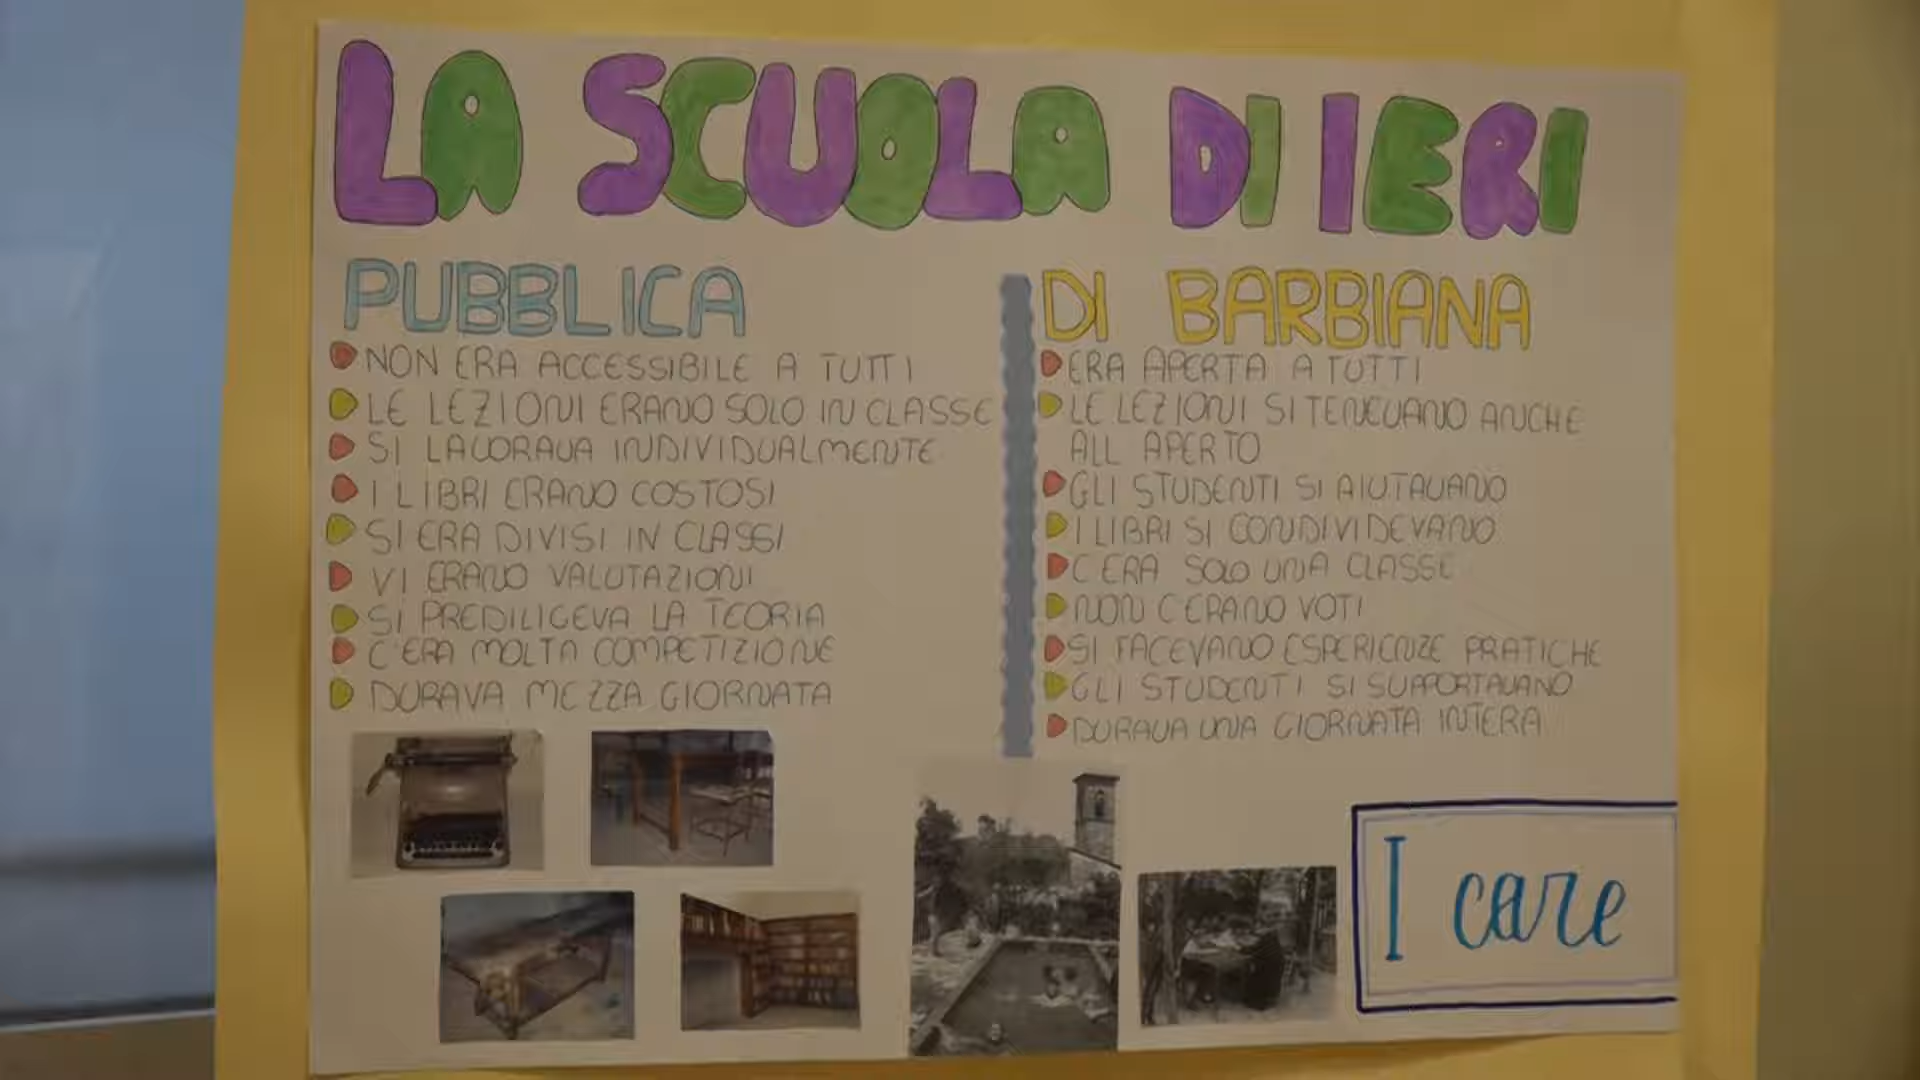 LA SCUOLA DI IERI
PUBBLICA
NON ERA ACCESSIBILE A TUTTI
LE LEZIONI ERANO SOLO IN CLASSE
SI LAVORAVA INDIVIDUALMENTE
I LIBRI ERANO COSTOSI
SI ERA DIVISI IN CLASSI
VI ERANO VALUTAZIONI
SI PREDILIGEVA LA TEORIA
C'ERA MOLTA COMPETIZIONE
DURAVA MEZZA GIORNATA
DI BARBIANA
ERA APERTA A TUTTI
LE LEZIONI SI TENEVANO ANCHE
ALL APERTO
GLI STUDENTI SI AIUTAVANO
I LIBRI SI CONDIVIDEVANO
C ERA SOLO UNA CLASSE
NON C ERANO VOTI
SI FACEVANO ESPERIENZE PRATICHE
GLI STUDENTI SI SUPPORTAVANO
DURAVA UNA GIORNATA INTERA
I care